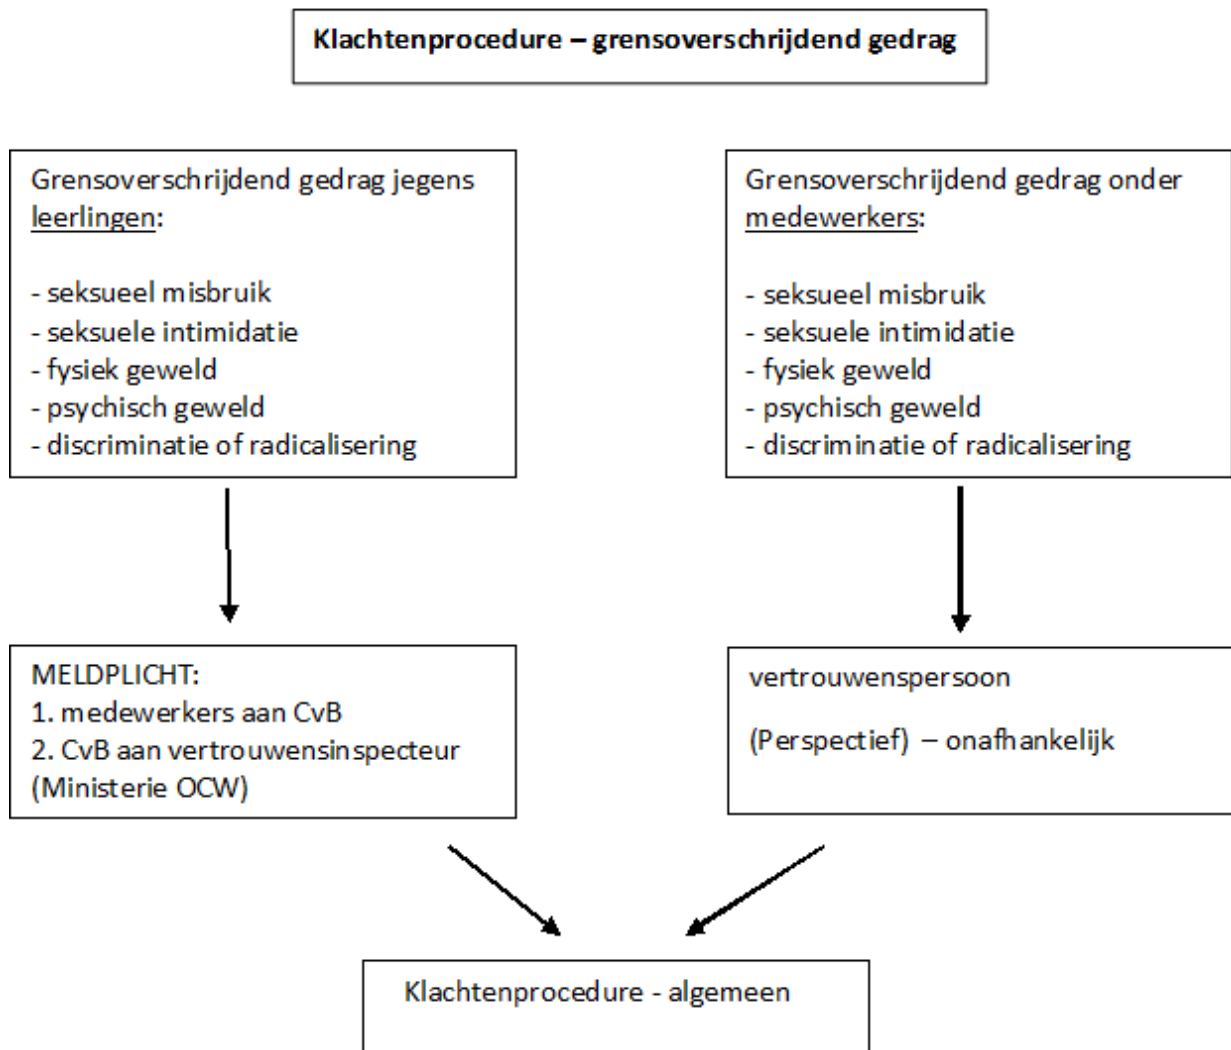 Klachtenprocedure – grensoverschrijdend gedrag
Grensoverschrijdend gedrag jegens
leerlingen:
- seksueel misbruik
- seksuele intimidatie
- fysiek geweld
- psychisch geweld
- discriminatie of radicalisering
Grensoverschrijdend gedrag onder
medewerkers:
- seksueel misbruik
- seksuele intimidatie
- fysiek geweld
- psychisch geweld
- discriminatie of radicalisering
MELDPLICHT:
1. medewerkers aan CvB
2. CvB aan vertrouwensinspecteur
(Ministerie OCW)
vertrouwenspersoon
(Perspectief) – onafhankelijk
Klachtenprocedure - algemeen